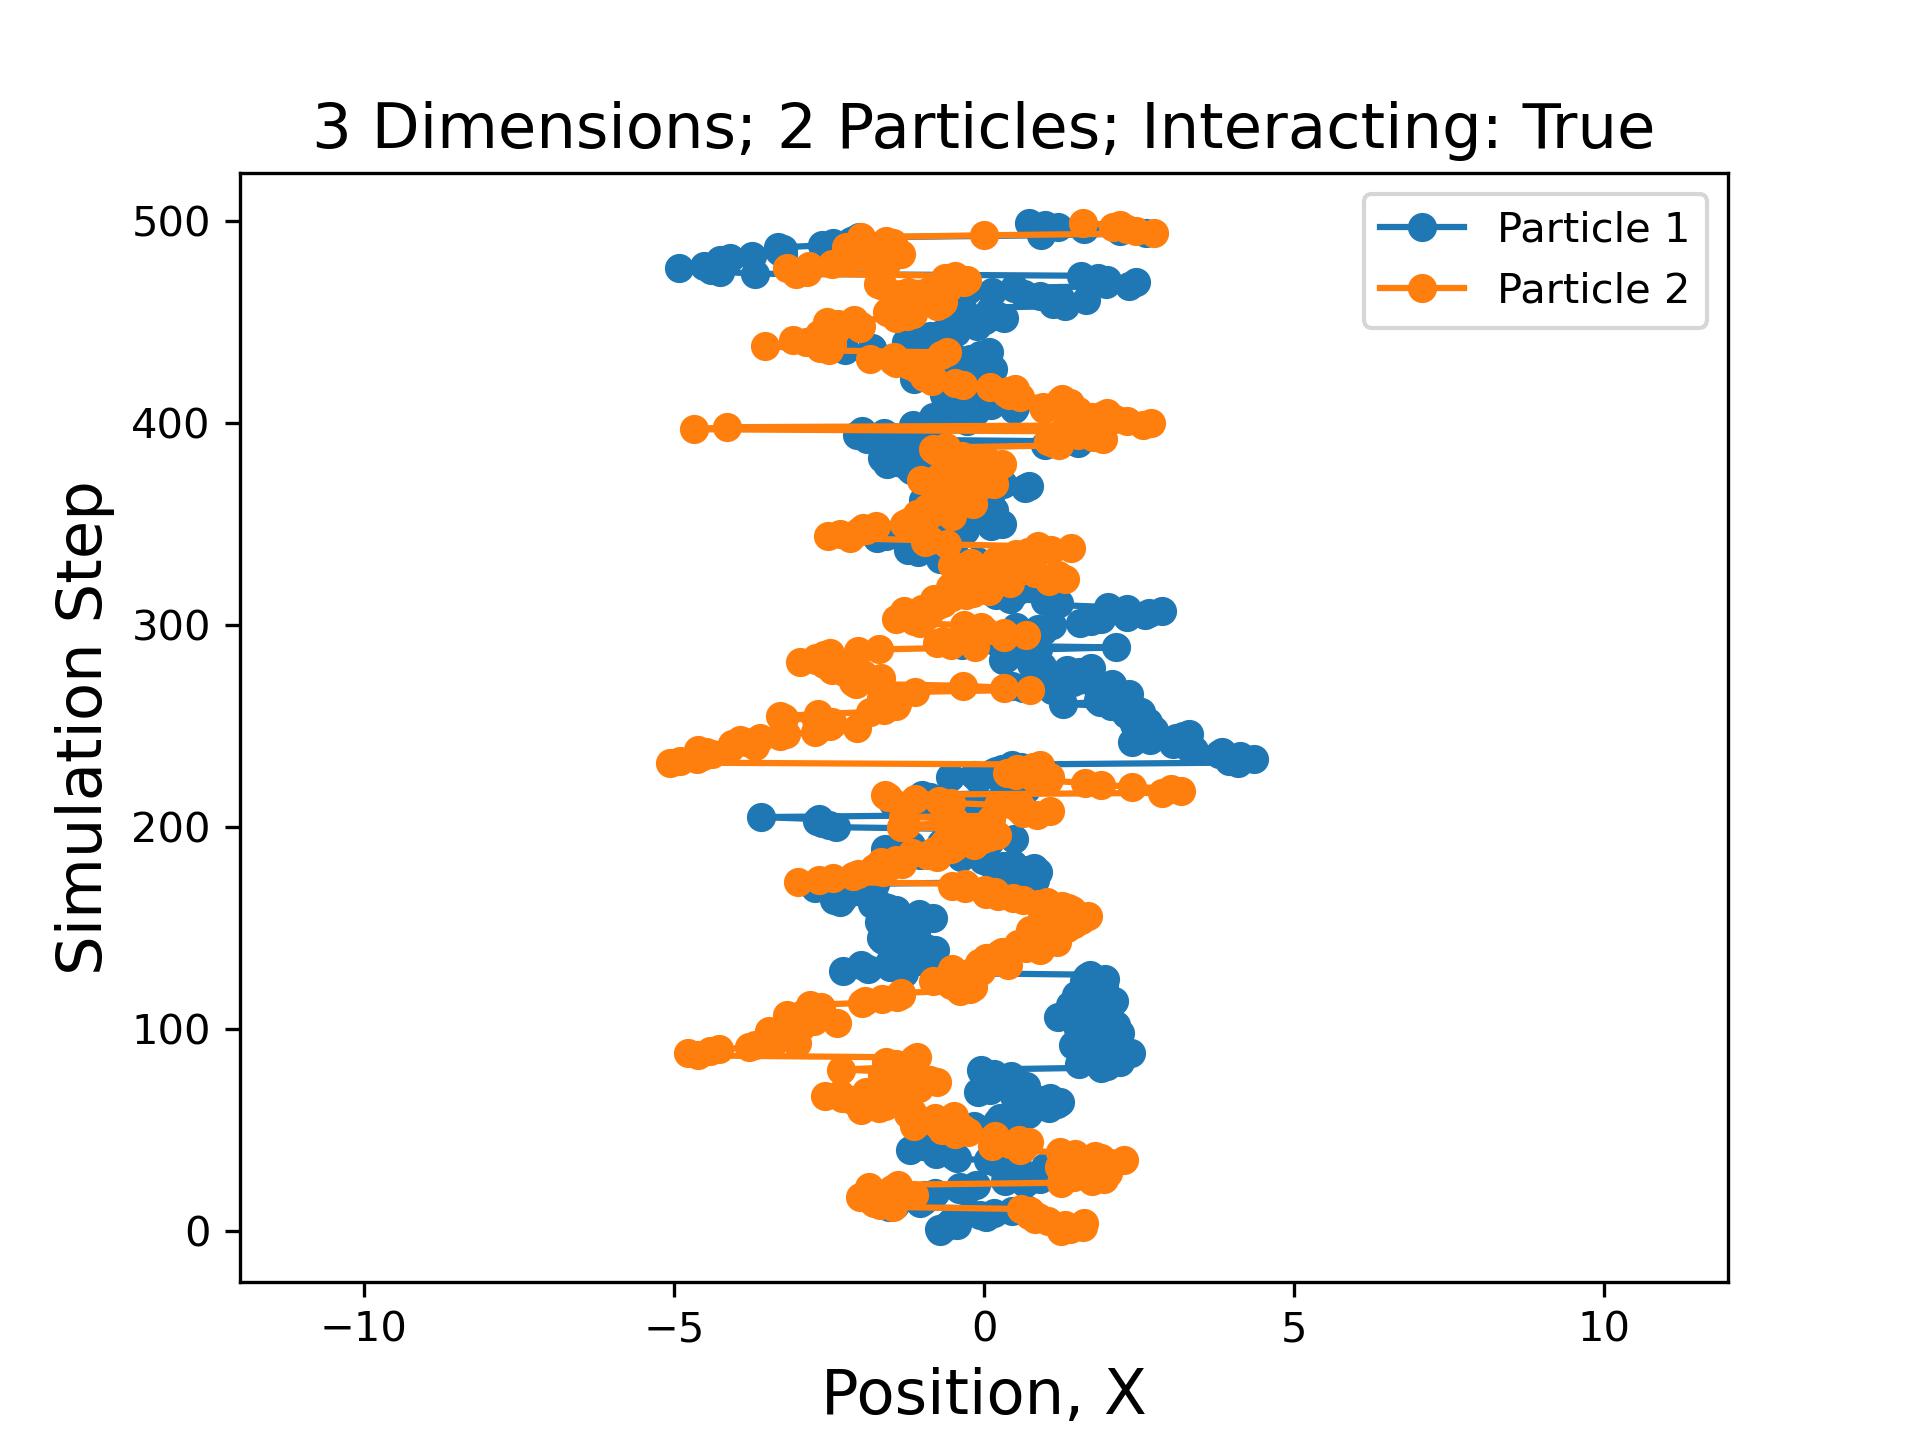 3 Dimensions; 2 Particles; Interacting: True
Particle 1
Particle 2
Simulation Step
500
400
300
200
100
0
−10
−5
0
5
10
Position, X